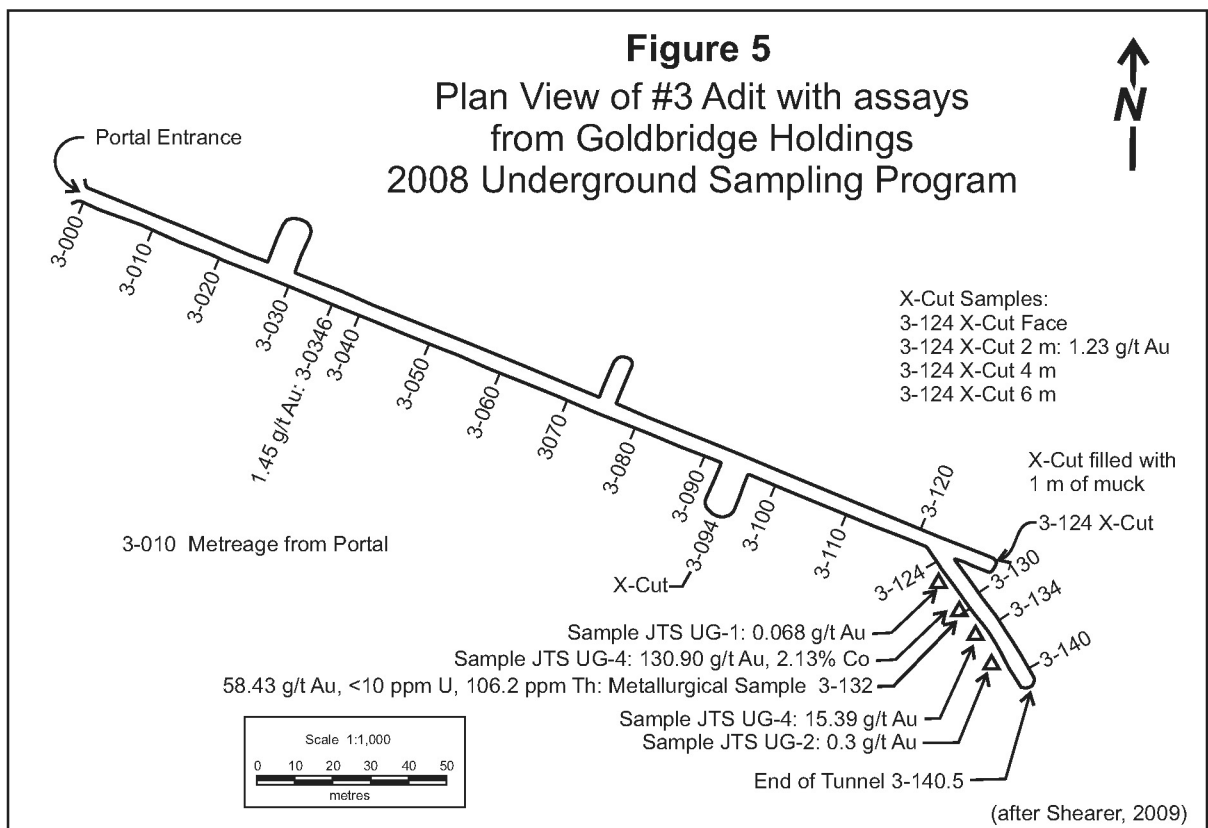 Figure 5
Plan View of #3 Adit with assays
from Goldbridge Holdings
2008 Underground Sampling Program
N
Portal Entrance
3-000
3-010
3-020
3-030
1.45 g/t Au: 3-0346
3-040
3-050
3-060
3070
3-080
3-090
3-094
3-100
3-110
3-120
X-Cut Samples:
3-124 X-Cut Face
3-124 X-Cut 2 m: 1.23 g/t Au
3-124 X-Cut 4 m
3-124 X-Cut 6 m
X-Cut filled with
1 m of muck
3-124 X-Cut
3-010 Metreage from Portal
X-Cut
3-124
3-130
3-134
3-140
Sample JTS UG-1: 0.068 g/t Au
Sample JTS UG-4: 130.90 g/t Au, 2.13% Co
58.43 g/t Au, <10 ppm U, 106.2 ppm Th: Metallurgical Sample 3-132
Sample JTS UG-4: 15.39 g/t Au
Sample JTS UG-2: 0.3 g/t Au
End of Tunnel 3-140.5
Scale 1:1,000
0 10 20 30 40 50
metres
(after Shearer, 2009)